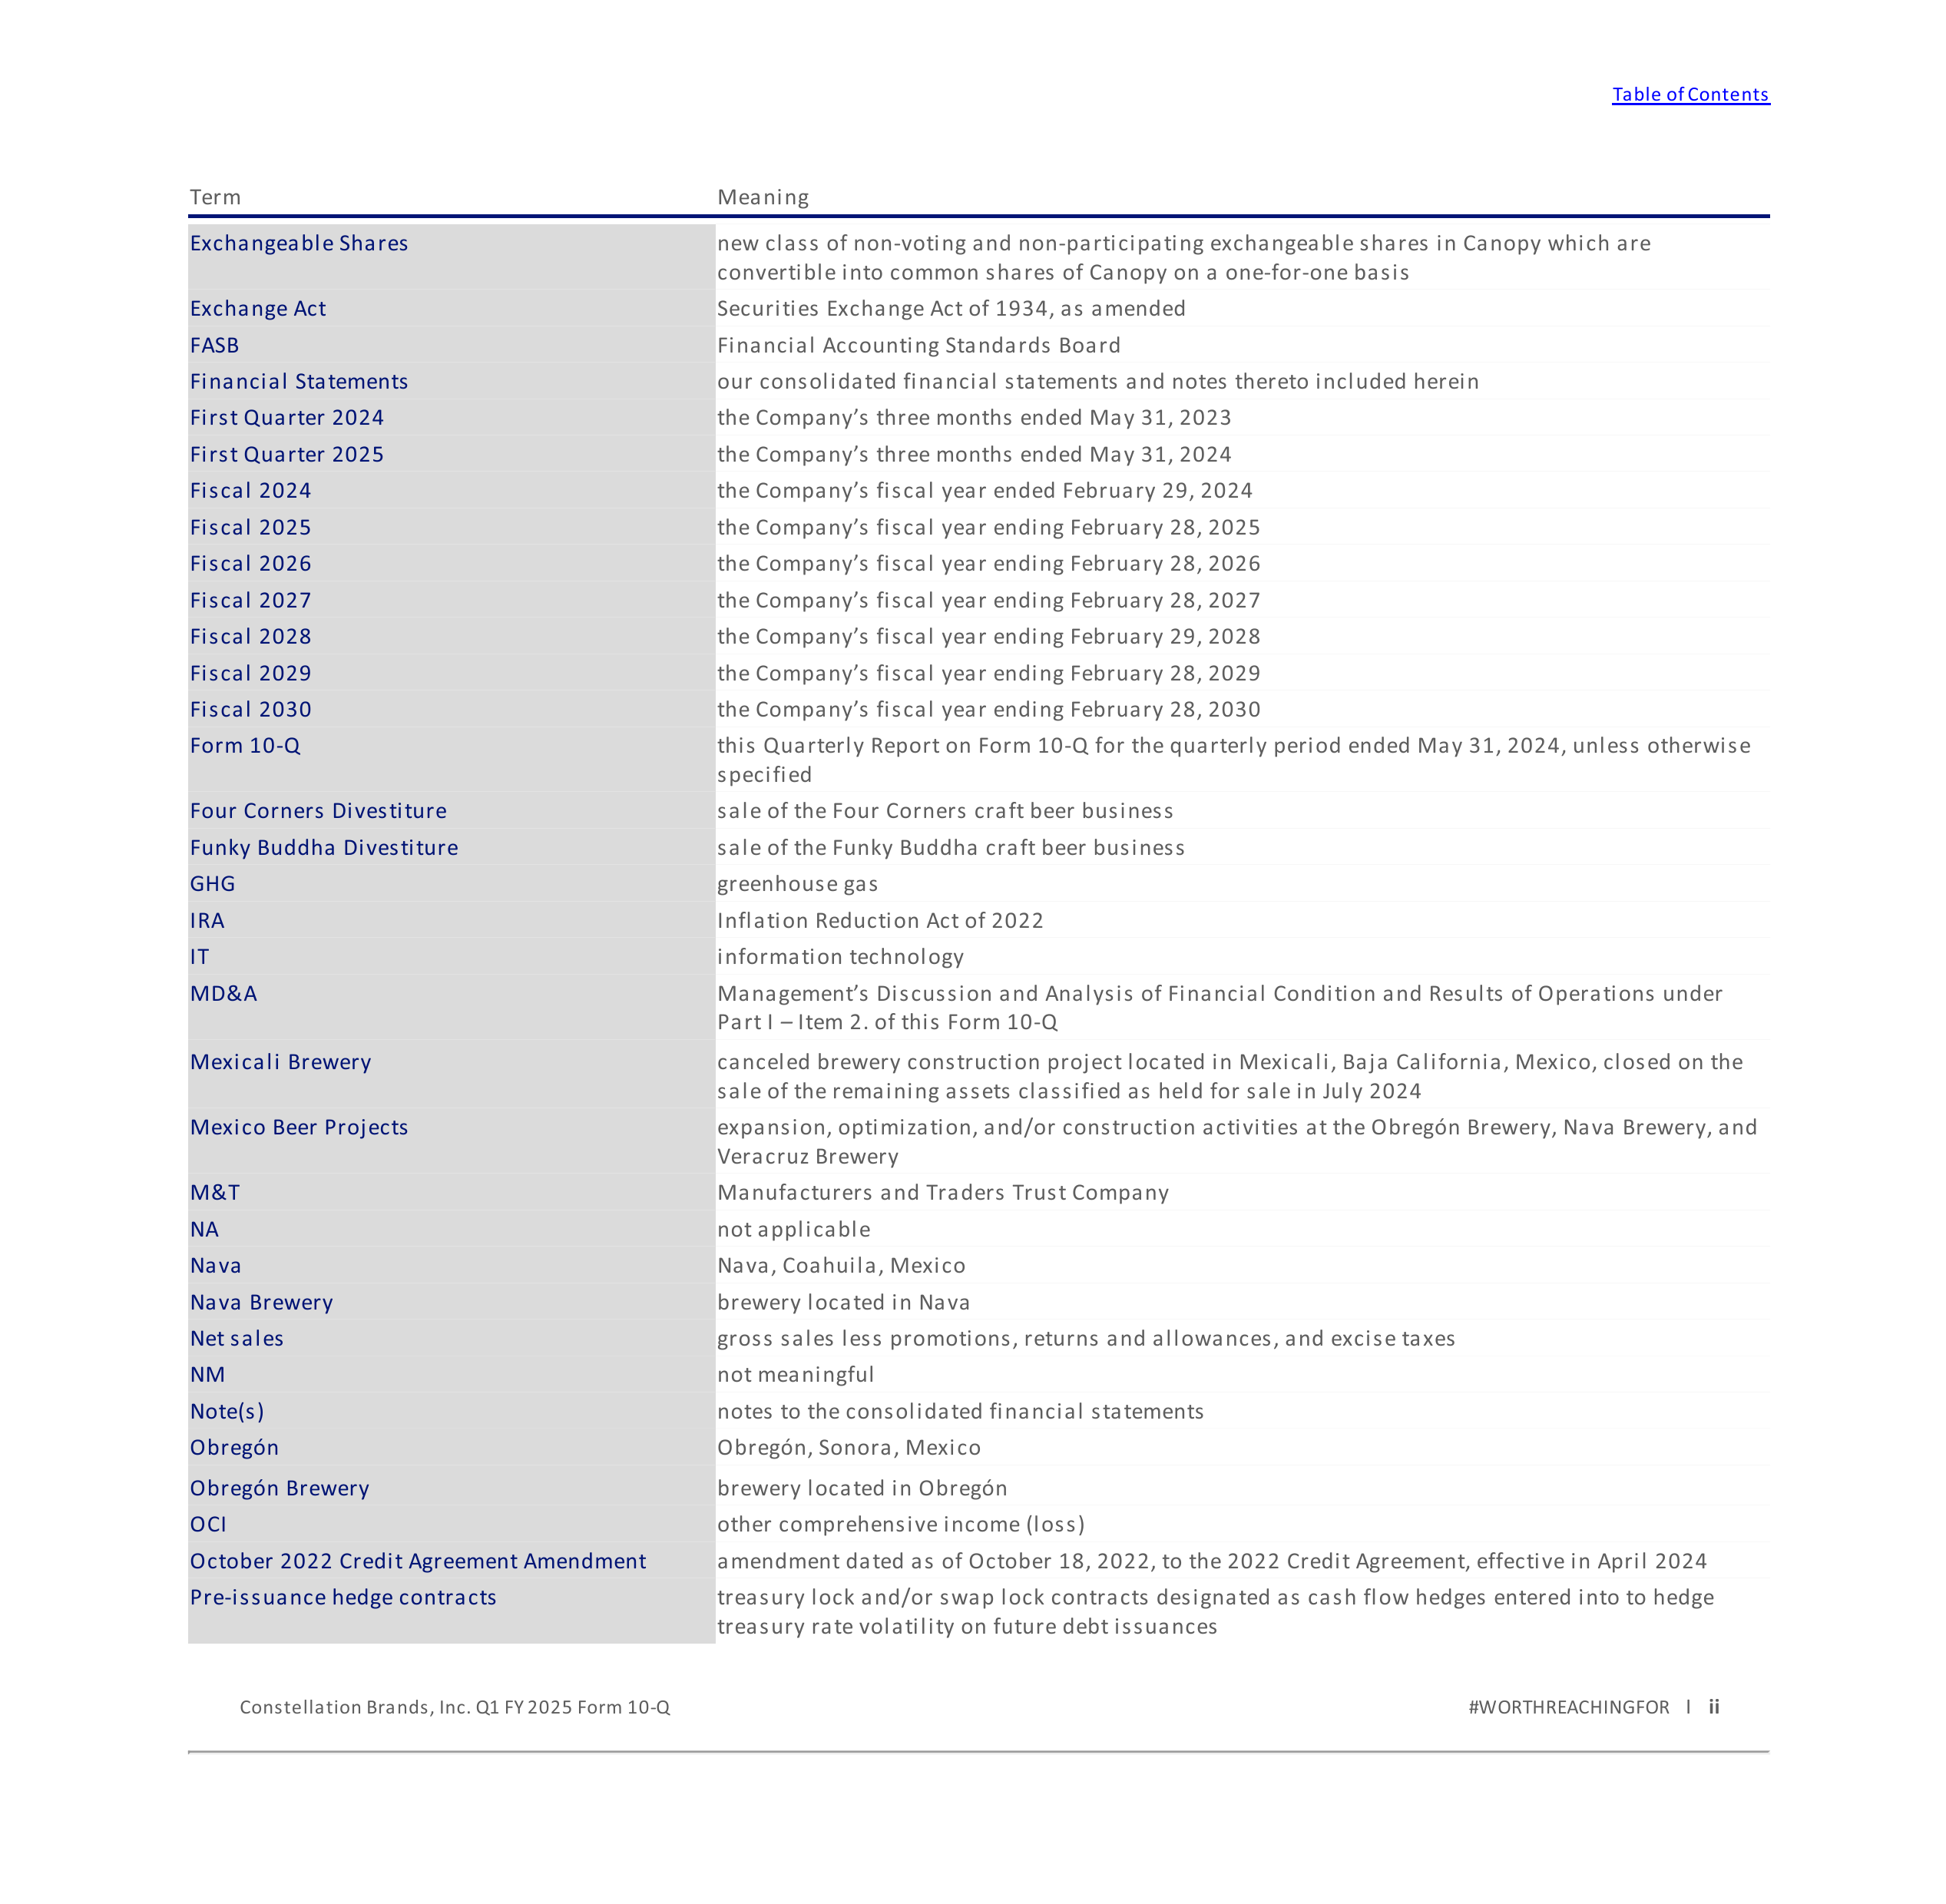 Table of Contents
Term Meaning
Exchangeable Shares new class of non-voting and non-participating exchangeable shares in Canopy which are
convertible into common shares of Canopy on a one-for-one basis
Exchange Act Securities Exchange Act of 1934, as amended
FASB Financial Accounting Standards Board
Financial Statements our consolidated financial statements and notes thereto included herein
First Quarter 2024 the Company’s three months ended May 31, 2023
First Quarter 2025 the Company’s three months ended May 31, 2024
Fiscal 2024 the Company’s fiscal year ended February 29, 2024
Fiscal 2025 the Company’s fiscal year ending February 28, 2025
Fiscal 2026 the Company’s fiscal year ending February 28, 2026
Fiscal 2027 the Company’s fiscal year ending February 28, 2027
Fiscal 2028 the Company’s fiscal year ending February 29, 2028
Fiscal 2029 the Company’s fiscal year ending February 28, 2029
Fiscal 2030 the Company’s fiscal year ending February 28, 2030
Form 10-Q this Quarterly Report on Form 10-Q for the quarterly period ended May 31, 2024, unless otherwise
specified
Four Corners Divestiture sale of the Four Corners craft beer business
Funky Buddha Divestiture sale of the Funky Buddha craft beer business
GHG greenhouse gas
IRA Inflation Reduction Act of 2022
IT information technology
MD&A Management’s Discussion and Analysis of Financial Condition and Results of Operations under
Part I – Item 2. of this Form 10-Q
Mexicali Brewery canceled brewery construction project located in Mexicali, Baja California, Mexico, closed on the
sale of the remaining assets classified as held for sale in July 2024
Mexico Beer Projects expansion, optimization, and/or construction activities at the Obregón Brewery, Nava Brewery, and
Veracruz Brewery
M&T Manufacturers and Traders Trust Company
NA not applicable
Nava Nava, Coahuila, Mexico
Nava Brewery brewery located in Nava
Net sales gross sales less promotions, returns and allowances, and excise taxes
NM not meaningful
Note(s) notes to the consolidated financial statements
Obregón Obregón, Sonora, Mexico
Obregón Brewery brewery located in Obregón
OCI other comprehensive income (loss)
October 2022 Credit Agreement Amendment amendment dated as of October 18, 2022, to the 2022 Credit Agreement, effective in April 2024
Pre-issuance hedge contracts treasury lock and/or swap lock contracts designated as cash flow hedges entered into to hedge
treasury rate volatility on future debt issuances
Constellation Brands, Inc. Q1 FY 2025 Form 10-Q #WORTHREACHINGFOR l ii